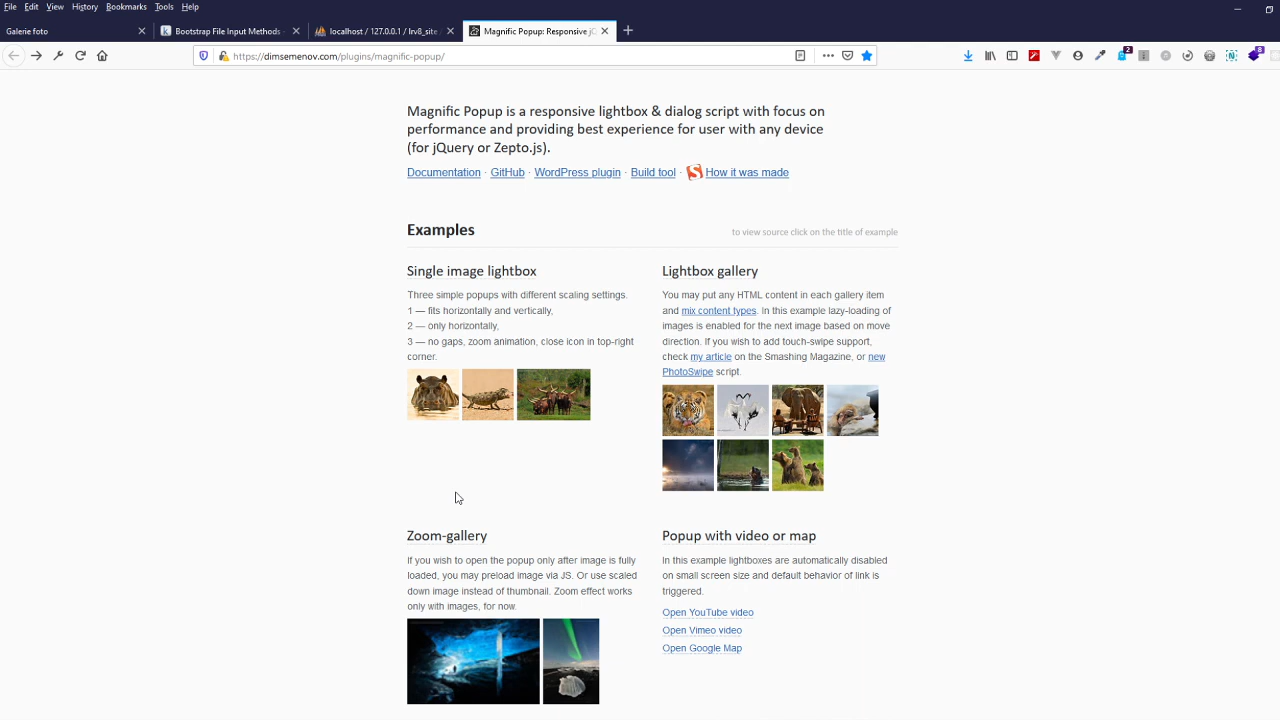 File Edit View History Bookmarks Tools Help
Galerie foto
Bootstrap File Input Methods
localhost / 127.0.0.1 / lrv8_site
Magnific Popup: Responsive jQ
https://dimsemenov.com/plugins/magnific-popup/
2
8
Magnific Popup is a responsive lightbox & dialog script with focus on
performance and providing best experience for user with any device
(for jQuery or Zepto.js).
Documentation · GitHub · WordPress plugin · Build tool · How it was made
Examples
to view source click on the title of example
Single image lightbox
Three simple popups with different scaling settings.
1 — fits horizontally and vertically,
2 — only horizontally,
3 — no gaps, zoom animation, close icon in top-right
corner.
Lightbox gallery
You may put any HTML content in each gallery item
and mix content types. In this example lazy-loading of
images is enabled for the next image based on move
direction. If you wish to add touch-swipe support,
check my article on the Smashing Magazine, or new
PhotoSwipe script.
Zoom-gallery
If you wish to open the popup only after image is fully
loaded, you may preload image via JS. Or use scaled
down image instead of thumbnail. Zoom effect works
only with images, for now.
Popup with video or map
In this example lightboxes are automatically disabled
on small screen size and default behavior of link is
triggered.
Open YouTube video
Open Vimeo video
Open Google Map